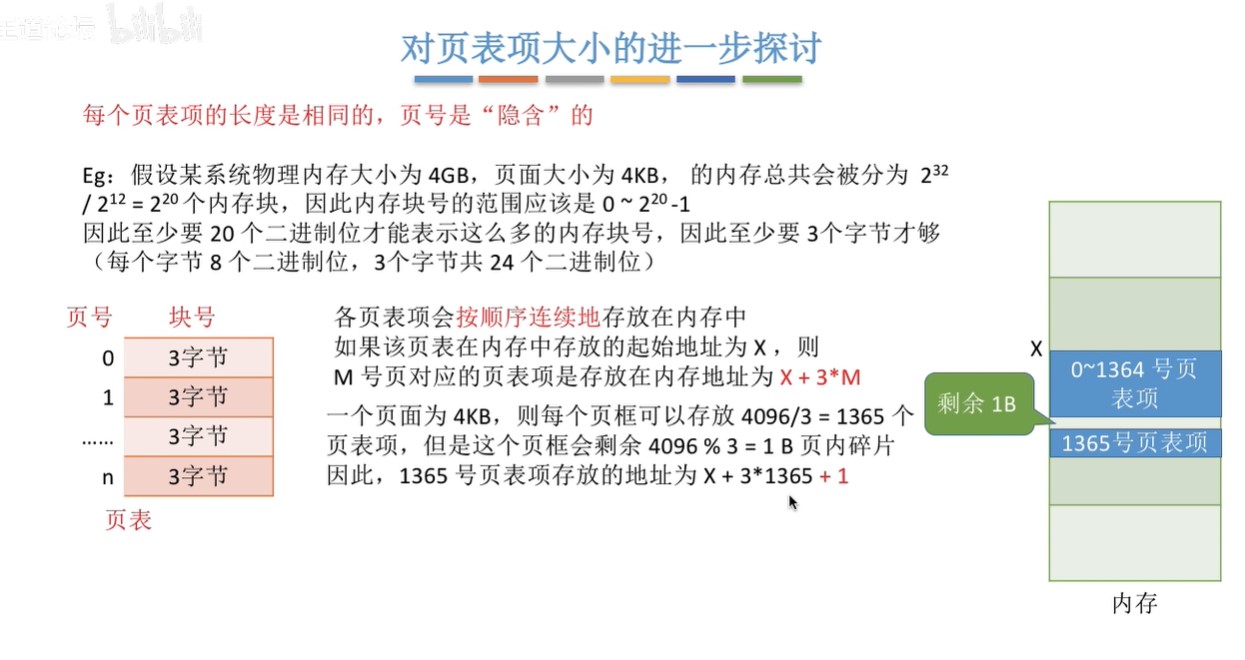 bilibili
对页表项大小的进一步探讨
每个页表项的长度是相同的，页号是“隐含”的
Eg：假设某系统物理内存大小为 4GB，页面大小为 4KB， 的内存总共会被分为 2³²
/ 2¹² = 2²⁰ 个内存块，因此内存块号的范围应该是 0 ~ 2²⁰ -1
因此至少要 20 个二进制位才能表示这么多的内存块号，因此至少要 3个字节才够
（每个字节 8 个二进制位，3个字节共 24 个二进制位）
页号 块号
0 3字节
1 3字节
…… 3字节
n 3字节
页表
各页表项会按顺序连续地存放在内存中
如果该页表在内存中存放的起始地址为 X ，则
M 号页对应的页表项是存放在内存地址为 X + 3*M
一个页面为 4KB，则每个页框可以存放 4096/3 = 1365 个
页表项，但是这个页框会剩余 4096 % 3 = 1 B 页内碎片
因此，1365 号页表项存放的地址为 X + 3*1365 + 1
X
0~1364 号页
表项
剩余 1B
1365号页表项
内存